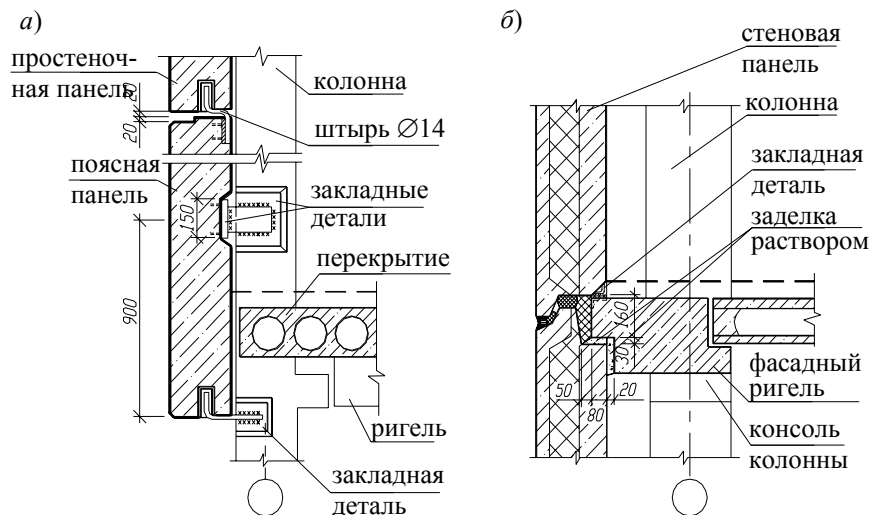 а)
простеноч-
ная панель
колонна
20
20
штырь ∅14
поясная
панель
закладные
детали
150
перекрытие
900
ригель
закладная
деталь
б)
стеновая
панель
колонна
закладная
деталь
заделка
раствором
160
30
50
20
80
фасадный
ригель
консоль
колонны